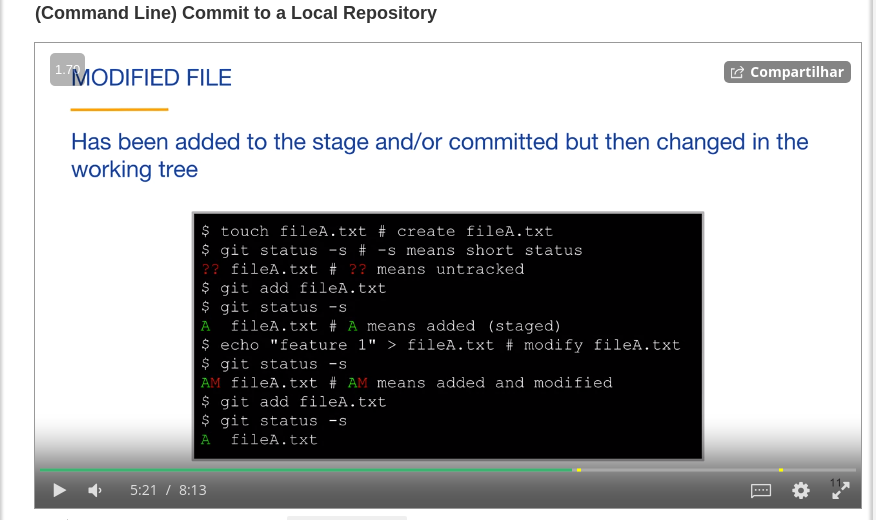 (Command Line) Commit to a Local Repository
1.70
MODIFIED FILE
Compartilhar
Has been added to the stage and/or committed but then changed in the
working tree
$ touch fileA.txt # create fileA.txt
$ git status -s # -s means short status
?? fileA.txt # ?? means untracked
$ git add fileA.txt
$ git status -s
A  fileA.txt # A means added (staged)
$ echo "feature 1" > fileA.txt # modify fileA.txt
$ git status -s
AM fileA.txt # AM means added and modified
$ git add fileA.txt
$ git status -s
A  fileA.txt
5:21 / 8:13
11